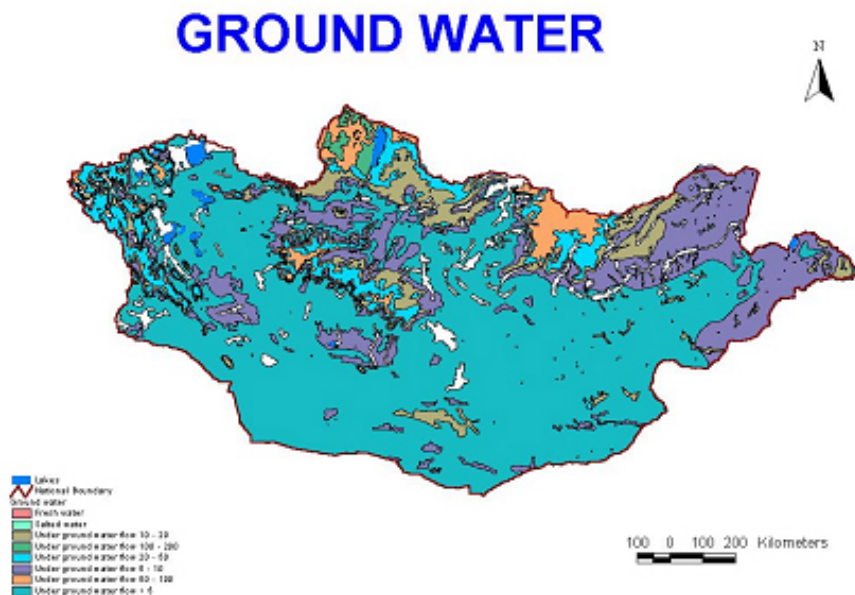 GROUND WATER
N
Lakes
National Boundary
Ground water
Fresh water
Salted water
Under ground water flow 10 - 20
Under ground water flow 100 - 200
Under ground water flow 20 - 50
Under ground water flow 5 - 10
Under ground water flow 50 - 100
Under ground water flow < 5
100 0 100 200 Kilometers